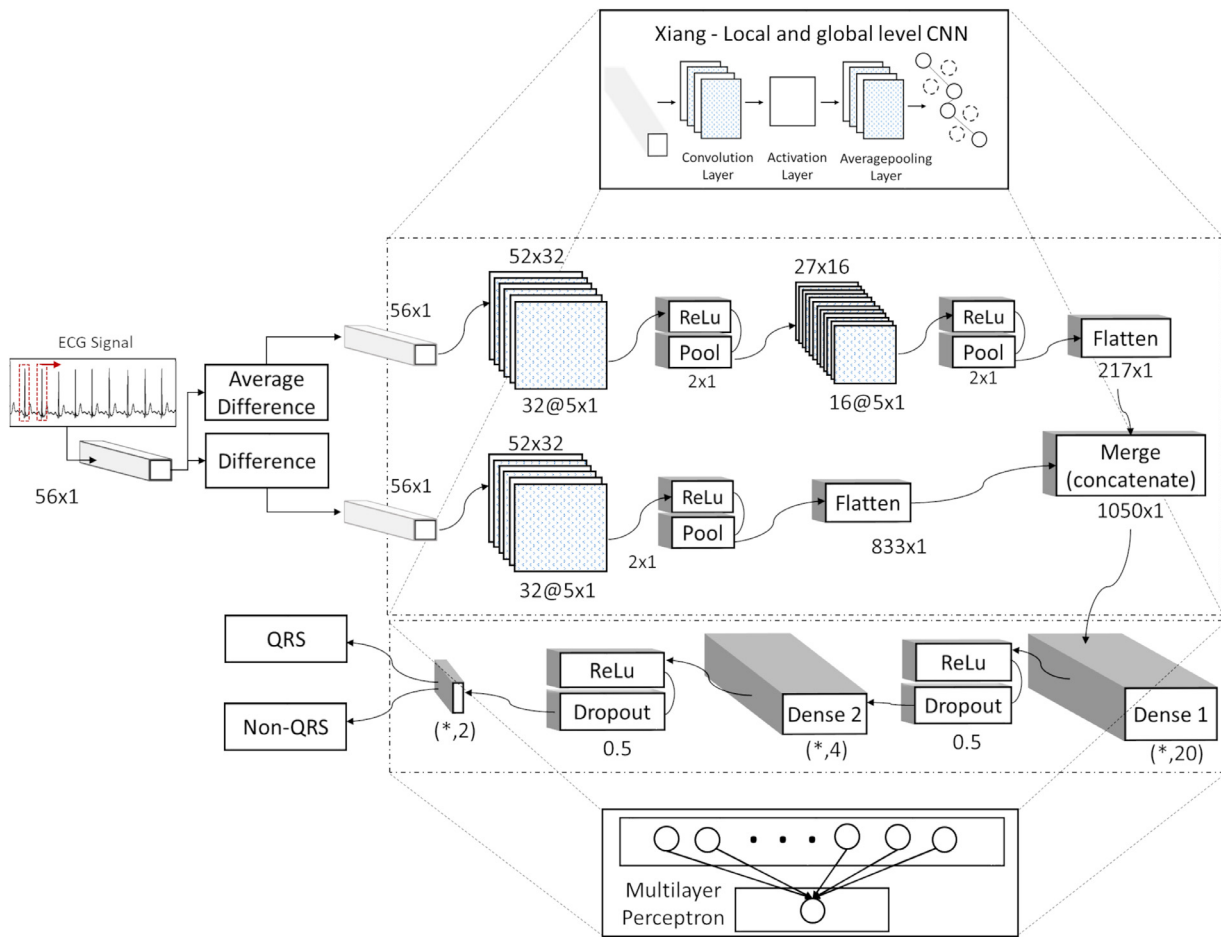 Xiang - Local and global level CNN
Convolution
Layer
Activation
Layer
Averagepooling
Layer
ECG Signal
56x1
Average
Difference
Difference
56x1
52x32
32@5x1
ReLu
Pool
2x1
27x16
16@5x1
ReLu
Pool
2x1
Flatten
217x1
56x1
52x32
32@5x1
ReLu
Pool
2x1
Flatten
833x1
Merge
(concatenate)
1050x1
Dense 1
(*,20)
ReLu
Dropout
0.5
Dense 2
(*,4)
ReLu
Dropout
0.5
(*,2)
QRS
Non-QRS
Multilayer
Perceptron